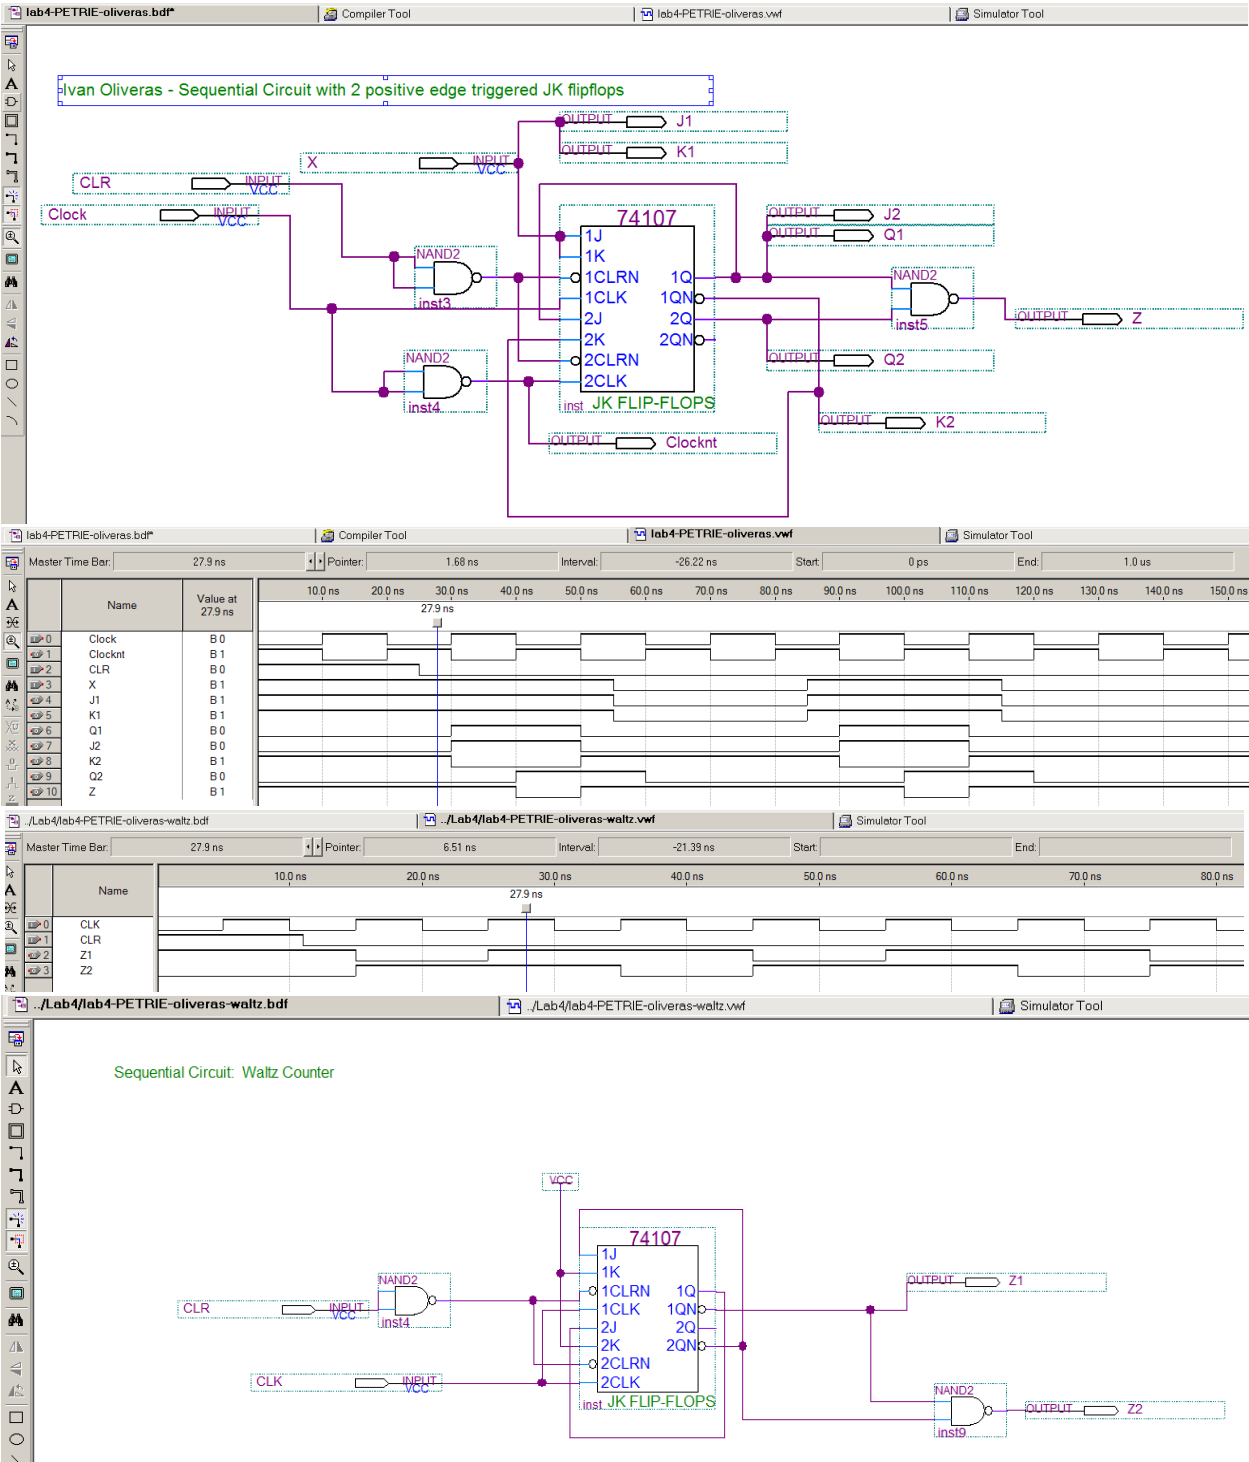 lab4-PETRIE-oliveras.bdf* Compiler Tool lab4-PETRIE-oliveras.vwf Simulator Tool
Ivan Oliveras - Sequential Circuit with 2 positive edge triggered JK flipflops
OUTPUT J1
OUTPUT K1
X INPUT VCC
CLR INPUT VCC
Clock INPUT VCC
74107
1J
1K
1CLRN 1Q
1CLK 1QN
2J 2Q
2K 2QN
2CLRN
2CLK
inst JK FLIP-FLOPS
NAND2
inst3
NAND2
inst4
OUTPUT J2
OUTPUT Q1
NAND2
inst5
OUTPUT Z
OUTPUT Q2
OUTPUT K2
OUTPUT Clocknt
lab4-PETRIE-oliveras.bdf* Compiler Tool lab4-PETRIE-oliveras.vwf Simulator Tool
Master Time Bar: 27.9 ns Pointer: 1.68 ns Interval: -26.22 ns Start: 0 ps End: 1.0 us
Name Value at 27.9 ns 10.0 ns 20.0 ns 30.0 ns 40.0 ns 50.0 ns 60.0 ns 70.0 ns 80.0 ns 90.0 ns 100.0 ns 110.0 ns 120.0 ns 130.0 ns 140.0 ns 150.0 ns
27.9 ns
0 Clock B 0
1 Clocknt B 1
2 CLR B 0
3 X B 1
4 J1 B 1
5 K1 B 1
6 Q1 B 0
7 J2 B 0
8 K2 B 1
9 Q2 B 0
10 Z B 1
../Lab4/lab4-PETRIE-oliveras-waltz.bdf ../Lab4/lab4-PETRIE-oliveras-waltz.vwf Simulator Tool
Master Time Bar: 27.9 ns Pointer: 6.51 ns Interval: -21.39 ns Start: End:
Name 10.0 ns 20.0 ns 30.0 ns 40.0 ns 50.0 ns 60.0 ns 70.0 ns 80.0 ns
27.9 ns
0 CLK
1 CLR
2 Z1
3 Z2
../Lab4/lab4-PETRIE-oliveras-waltz.bdf ../Lab4/lab4-PETRIE-oliveras-waltz.vwf Simulator Tool
Sequential Circuit: Waltz Counter
VCC
74107
1J
1K
1CLRN 1Q
1CLK 1QN
2J 2Q
2K 2QN
2CLRN
2CLK
inst JK FLIP-FLOPS
NAND2
inst4
CLR INPUT VCC
CLK INPUT VCC
OUTPUT Z1
NAND2
inst9
OUTPUT Z2